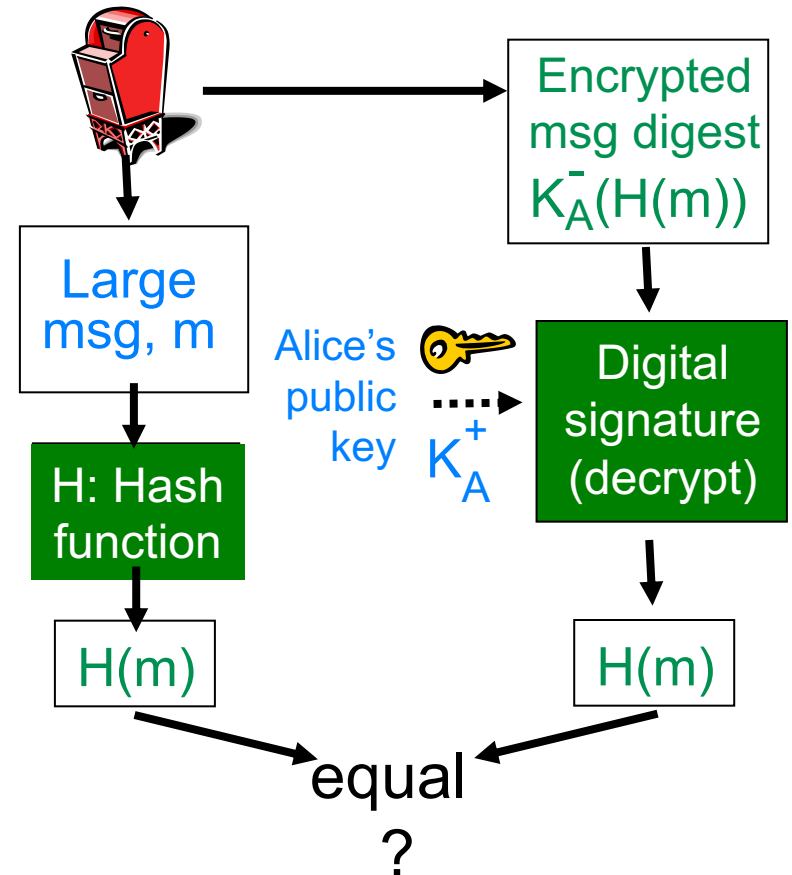 Encrypted
msg digest
K_A^-(H(m))
Large
msg, m
Alice’s
public
key
K_A^+
Digital
signature
(decrypt)
H: Hash
function
H(m)
H(m)
equal
?